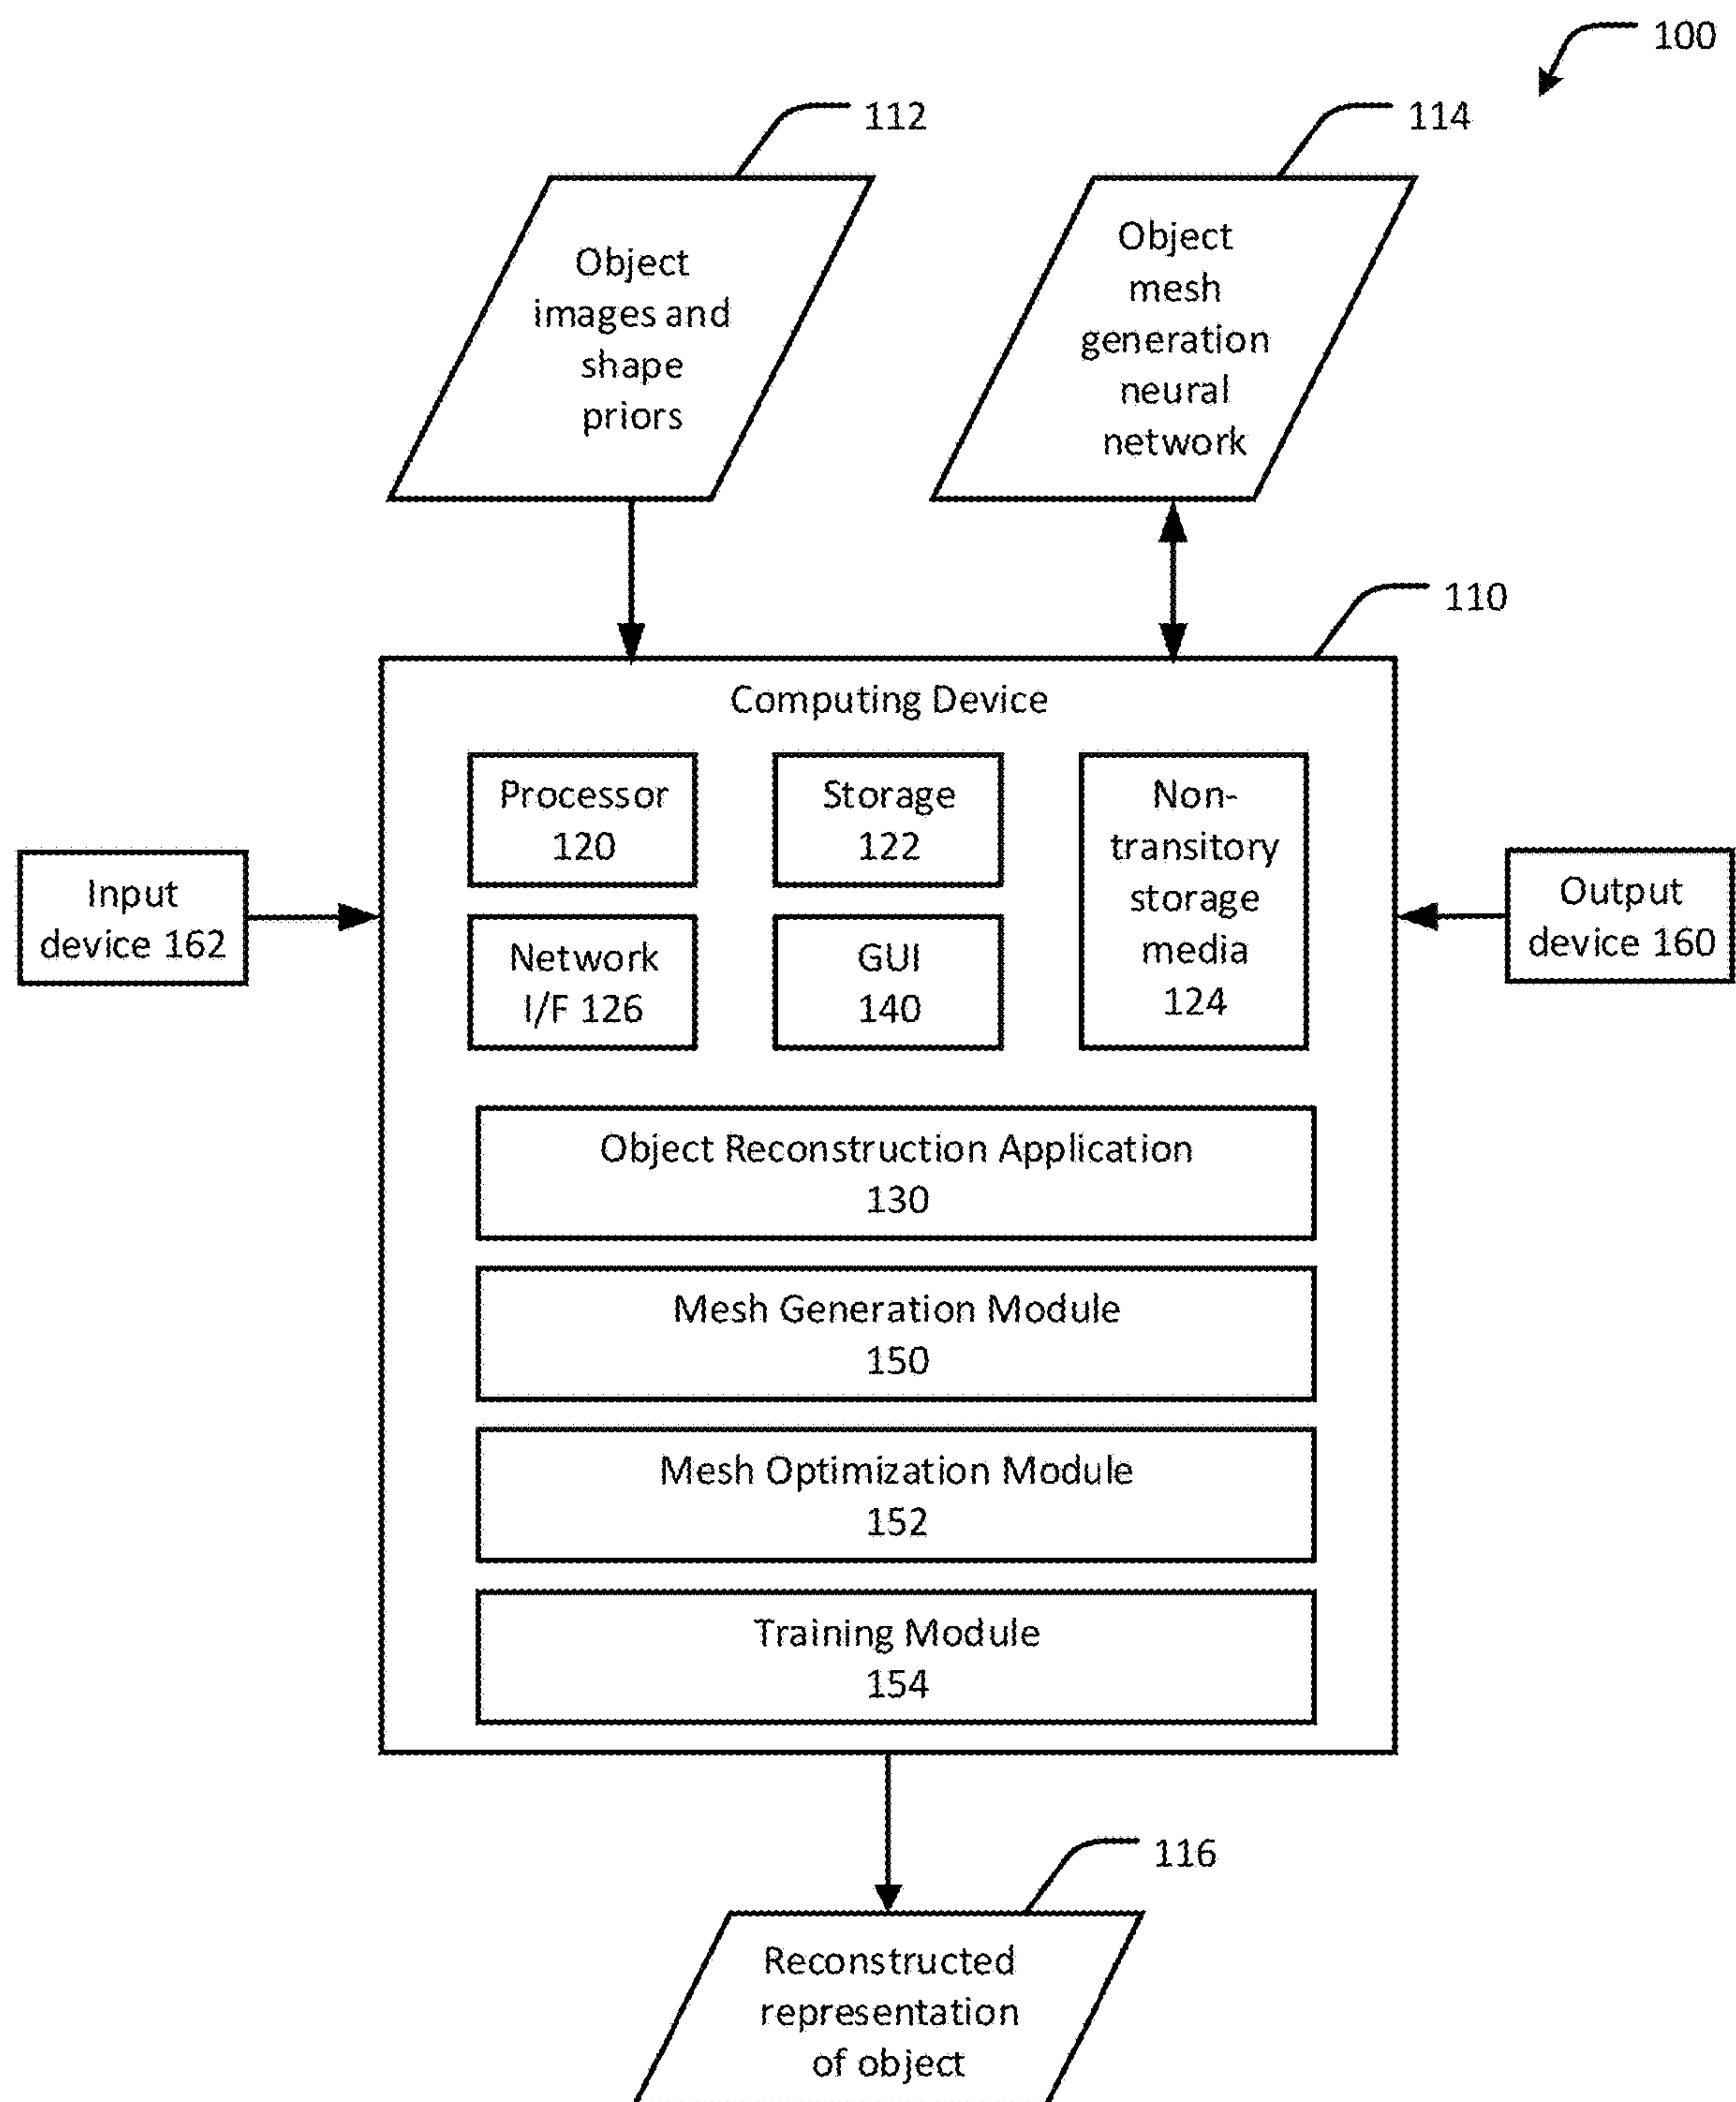 100
112
114
Object
images and
shape
priors
Object
mesh
generation
neural
network
110
Computing Device
Processor
120
Storage
122
Non-
transitory
storage
media
124
Network
I/F 126
GUI
140
Input
device 162
Output
device 160
Object Reconstruction Application
130
Mesh Generation Module
150
Mesh Optimization Module
152
Training Module
154
116
Reconstructed
representation
of object